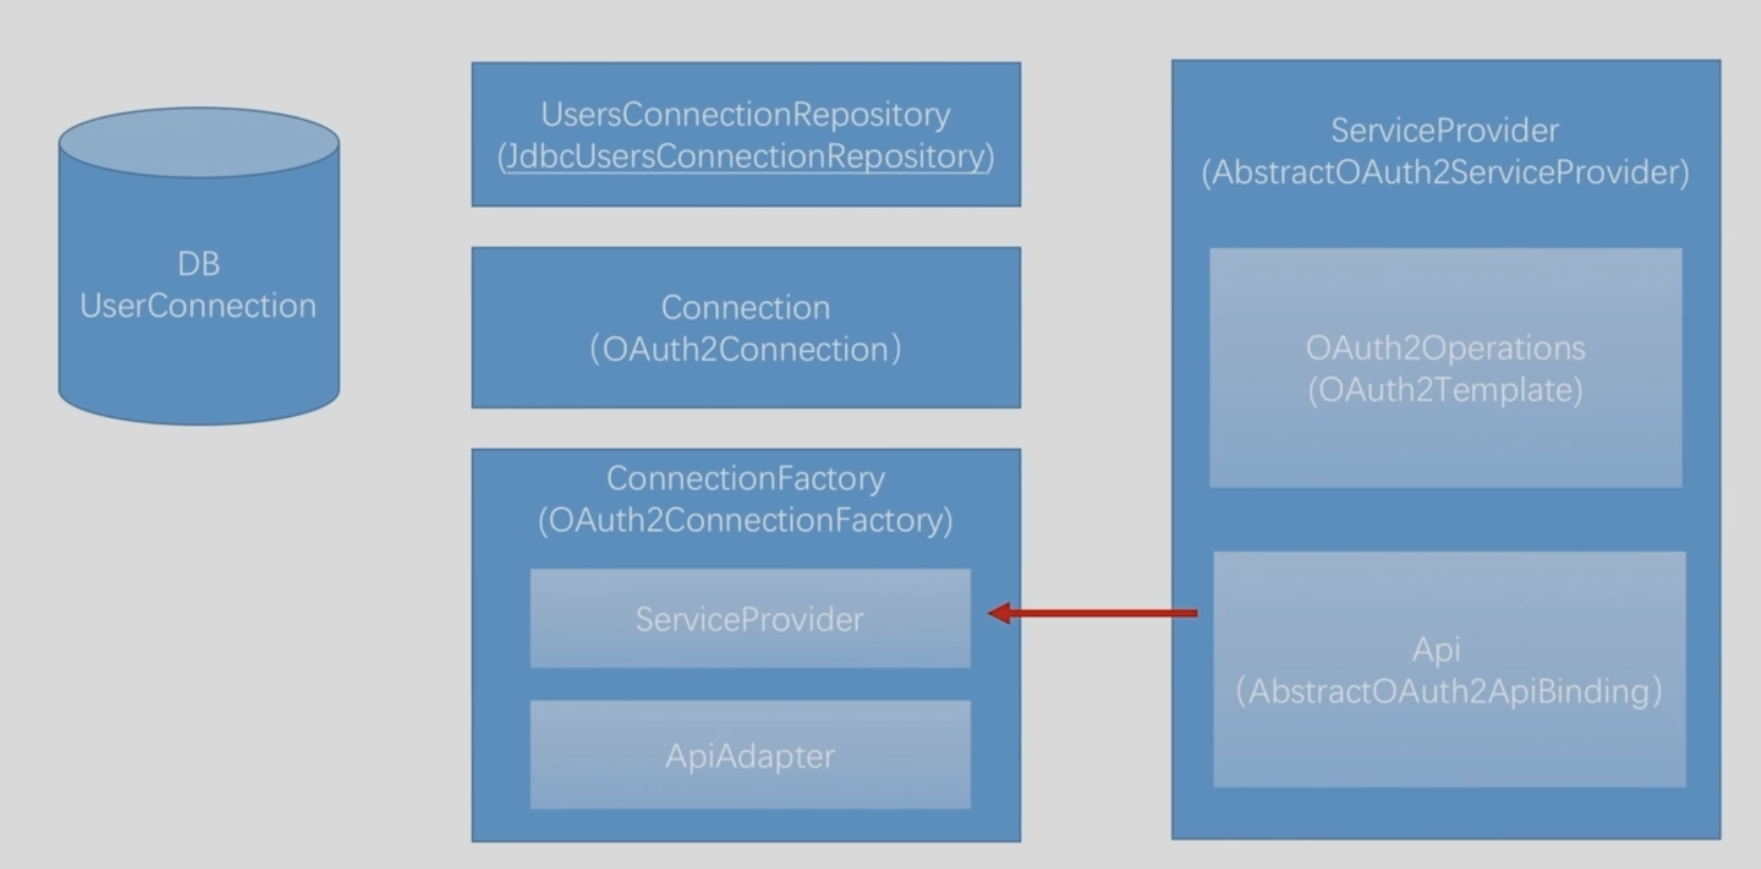 DB
UserConnection
UsersConnectionRepository
(JdbcUsersConnectionRepository)
Connection
（OAuth2Connection）
ConnectionFactory
(OAuth2ConnectionFactory)
ServiceProvider
ApiAdapter
ServiceProvider
(AbstractOAuth2ServiceProvider)
OAuth2Operations
(OAuth2Template)
Api
（AbstractOAuth2ApiBinding）